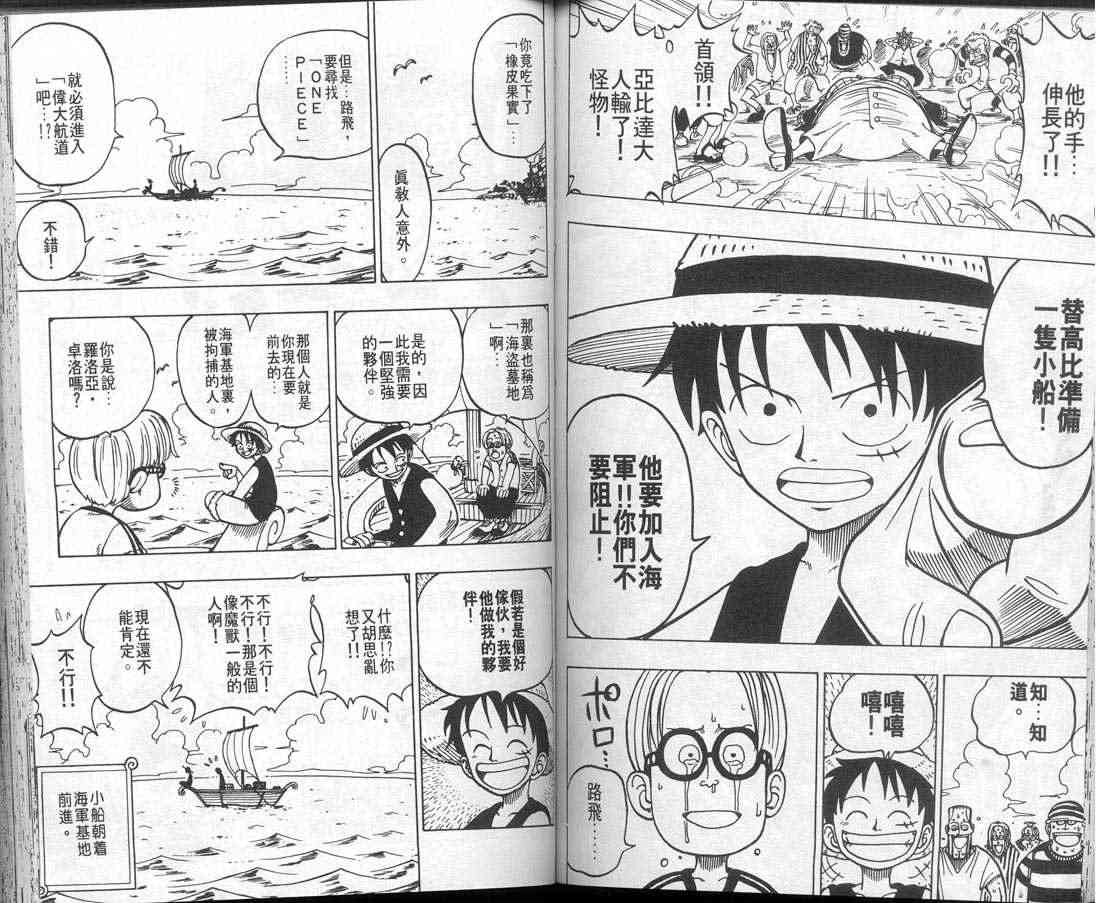 他的手…
伸長了!!
首領!!
亞比達大
人輸了!
怪物!
替高比準備
一隻小船!
他要加入海
軍!!你們不
要阻止!
知…知
道。
嘻嘻
嘻!
ポロ…
路飛……
你竟吃下了
「橡皮果實」…
真教人意外。
但是…路飛，
要尋找
「ONE
PIECE」
……
就必須進入
「偉大航道
」吧…!?
不錯!
那裏也稱爲
「海盜墓地
」啊…
是的，因
此我需要
一個堅強
的夥伴。
那個人就是
你現在要
前去的…
海軍基地裏，
被拘捕的人。
你是說…
羅洛亞，
卓洛嗎?
假若是個好
傢伙，我要
他做我的夥
伴!
什麼!?你
又胡思亂
想了!!
不行!不行!
不行!那是個
像魔獸一般的
人啊!
現在還不
能肯定。
不行!!
小船朝着
海軍基地
前進。